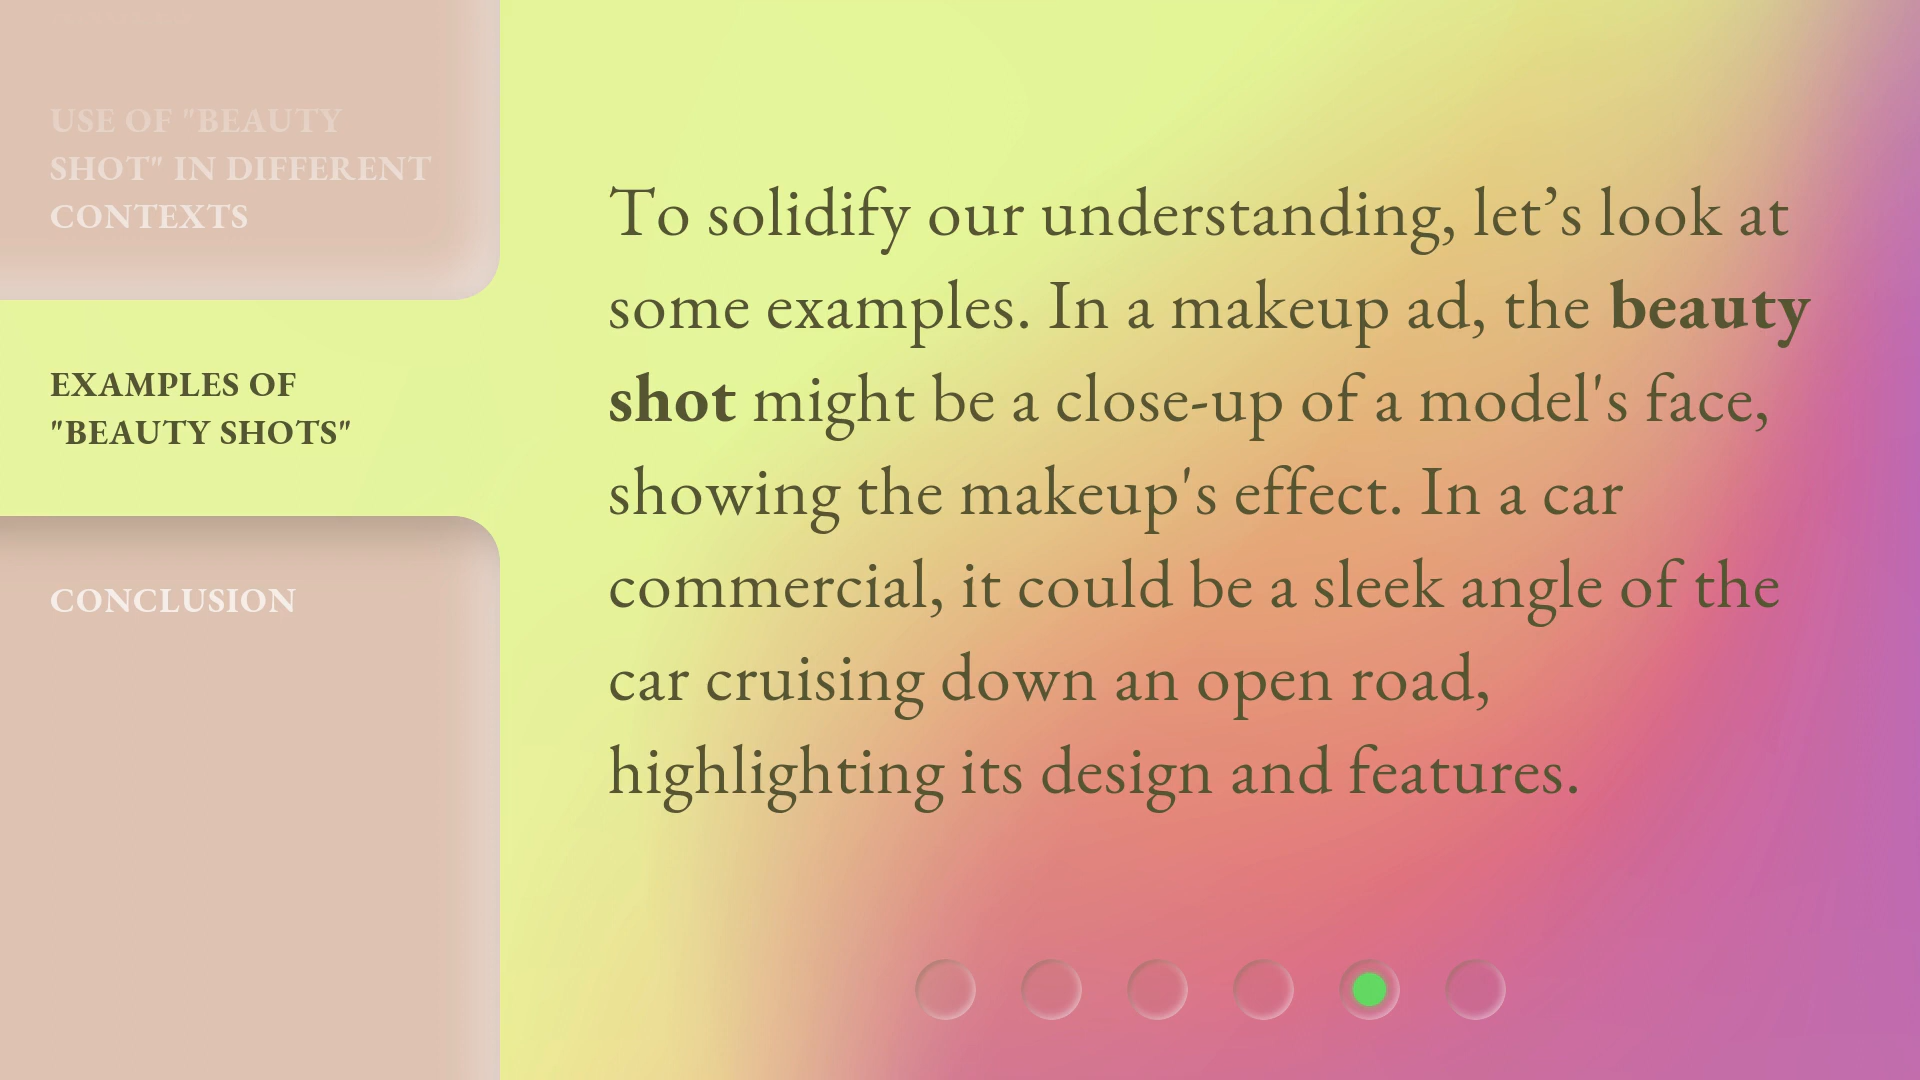 USE OF "BEAUTY
SHOT" IN DIFFERENT
CONTEXTS
EXAMPLES OF
"BEAUTY SHOTS"
CONCLUSION
To solidify our understanding, let’s look at
some examples. In a makeup ad, the beauty
shot might be a close-up of a model's face,
showing the makeup's effect. In a car
commercial, it could be a sleek angle of the
car cruising down an open road,
highlighting its design and features.